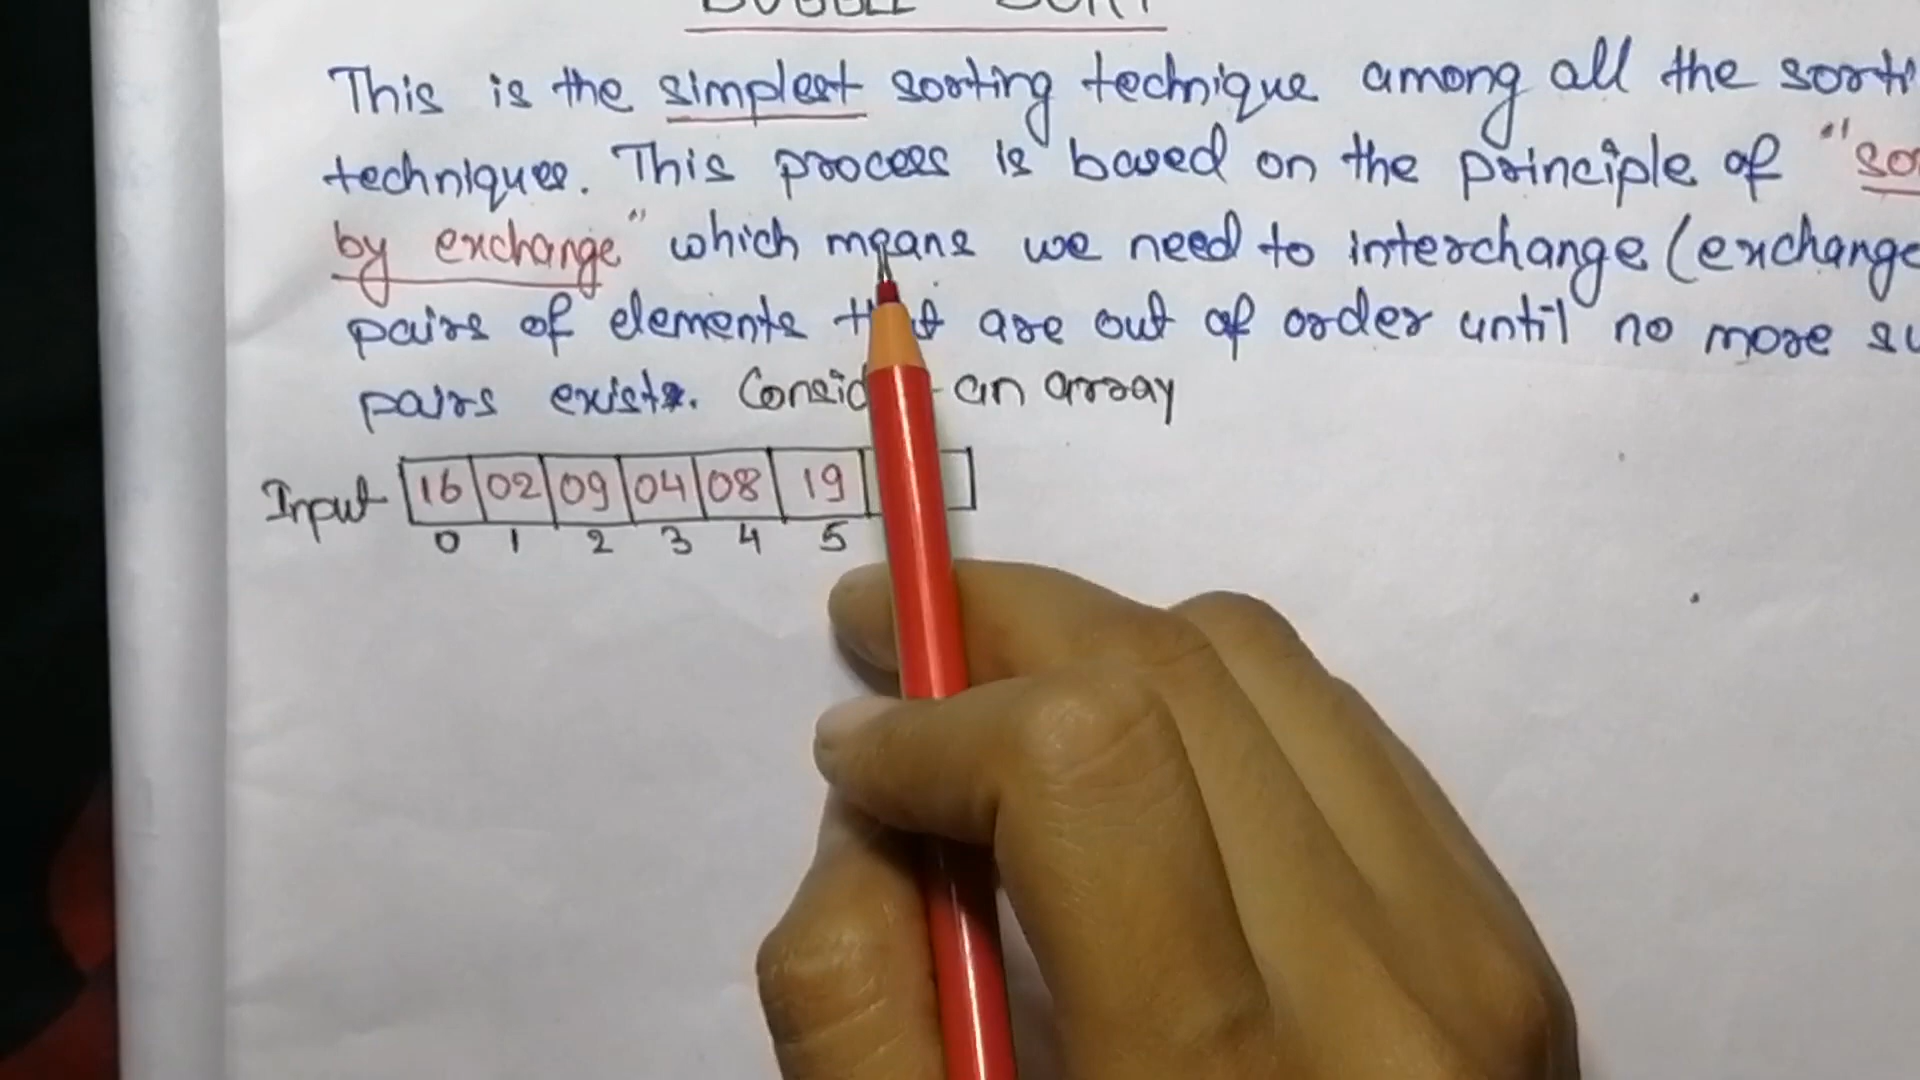 BUBBLE SORT
This is the simplest sorting technique among all the
techniques. This process is based on the principle of "
by exchange" which means we need to interchange (exchange
pairs of elements are out of order until no more
pairs exists. an array
Input 16 02 09 04 08 19
0 1 2 3 4 5